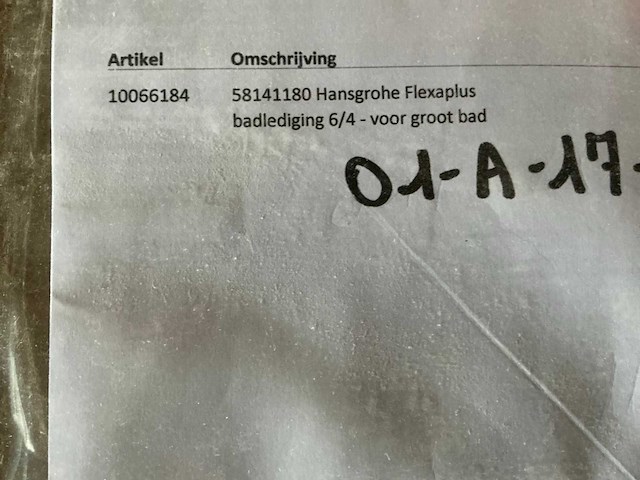 Artikel Omschrijving
10066184 58141180 Hansgrohe Flexaplus
badlediging 6/4 - voor groot bad
01-A-17-